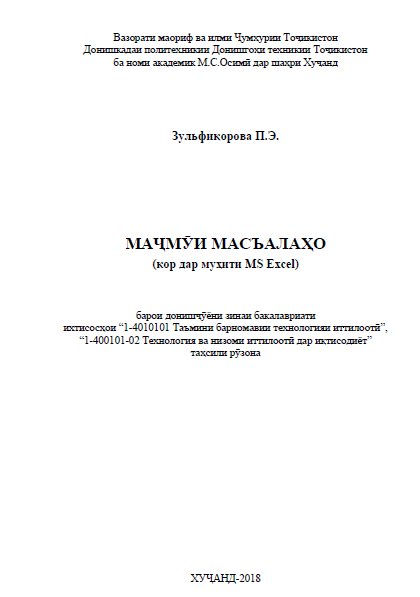 Вазорати маориф ва илми Ҷумҳурии Тоҷикистон
Донишкадаи политехникии Донишгоҳи техникии Тоҷикистон
ба номи академик М.С.Осимӣ дар шаҳри Хуҷанд
Зульфиқорова П.Э.
МАҶМӮИ МАСЪАЛАҲО
(кор дар муҳити MS Excel)
барои донишҷӯёни зинаи бакалавриати
ихтисосҳои “1-4010101 Таъмини барномавии технологияи иттилоотӣ”,
“1-400101-02 Технология ва низоми иттилоотӣ дар иқтисодиёт”
таҳсили рӯзона
ХУҶАНД-2018